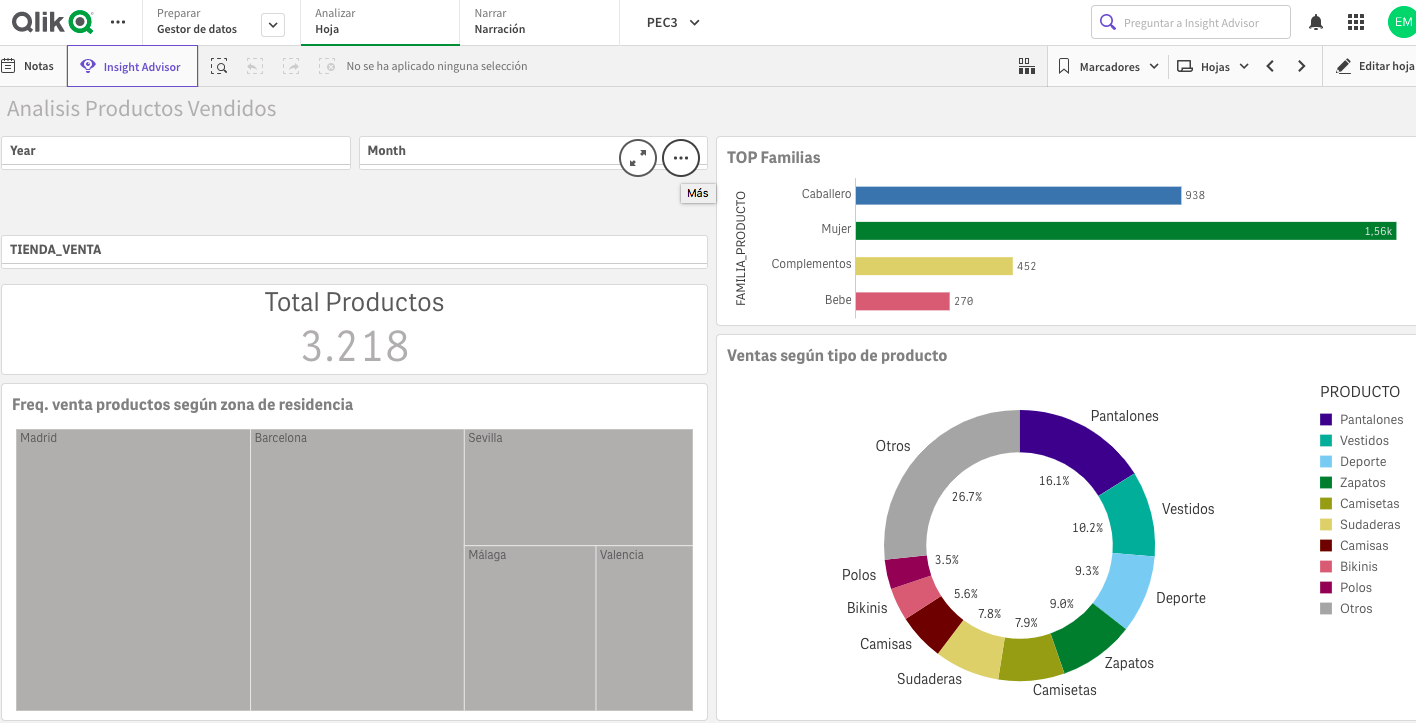 Qlik
Preparar
Gestor de datos
Analizar
Hoja
Narrar
Narración
PEC3
Preguntar a Insight Advisor
EM
Notas
Insight Advisor
No se ha aplicado ninguna selección
Marcadores
Hojas
Editar hoja
Analisis Productos Vendidos
Year
Month
Más
TIENDA_VENTA
Total Productos
3.218
Freq. venta productos según zona de residencia
Madrid
Barcelona
Sevilla
Málaga
Valencia
TOP Familias
FAMILIA_PRODUCTO
Caballero
938
Mujer
1,56k
Complementos
452
Bebe
270
Ventas según tipo de producto
Pantalones
16.1%
Vestidos
10.2%
Deporte
9.3%
Zapatos
9.0%
Camisetas
7.9%
Sudaderas
7.8%
Camisas
5.6%
Bikinis
Polos
3.5%
Otros
26.7%
PRODUCTO
Pantalones
Vestidos
Deporte
Zapatos
Camisetas
Sudaderas
Camisas
Bikinis
Polos
Otros